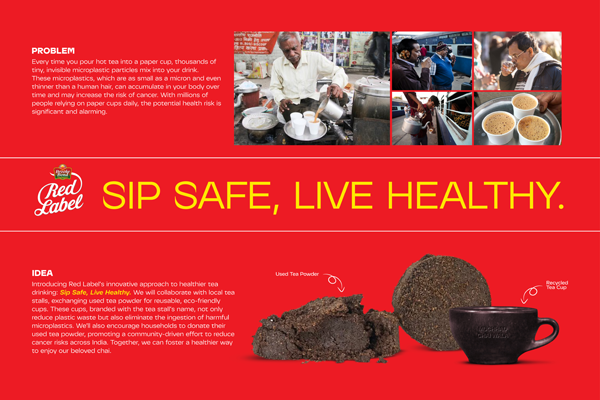 PROBLEM
Every time you pour hot tea into a paper cup, thousands of
tiny, invisible microplastic particles mix into your drink.
These microplastics, which are as small as a micron and even
thinner than a human hair, can accumulate in your body over
time and may increase the risk of cancer. With millions of
people relying on paper cups daily, the potential health risk is
significant and alarming.
Brooke Bond
Red
Label
SIP SAFE, LIVE HEALTHY.
IDEA
Introducing Red Label's innovative approach to healthier tea
drinking: Sip Safe, Live Healthy. We will collaborate with local tea
stalls, exchanging used tea powder for reusable, eco-friendly
cups. These cups, branded with the tea stall's name, not only
reduce plastic waste but also eliminate the ingestion of harmful
microplastics. We'll also encourage households to donate their
used tea powder, promoting a community-driven effort to reduce
cancer risks across India. Together, we can foster a healthier way
to enjoy our beloved chai.
Used Tea Powder
Recycled
Tea Cup